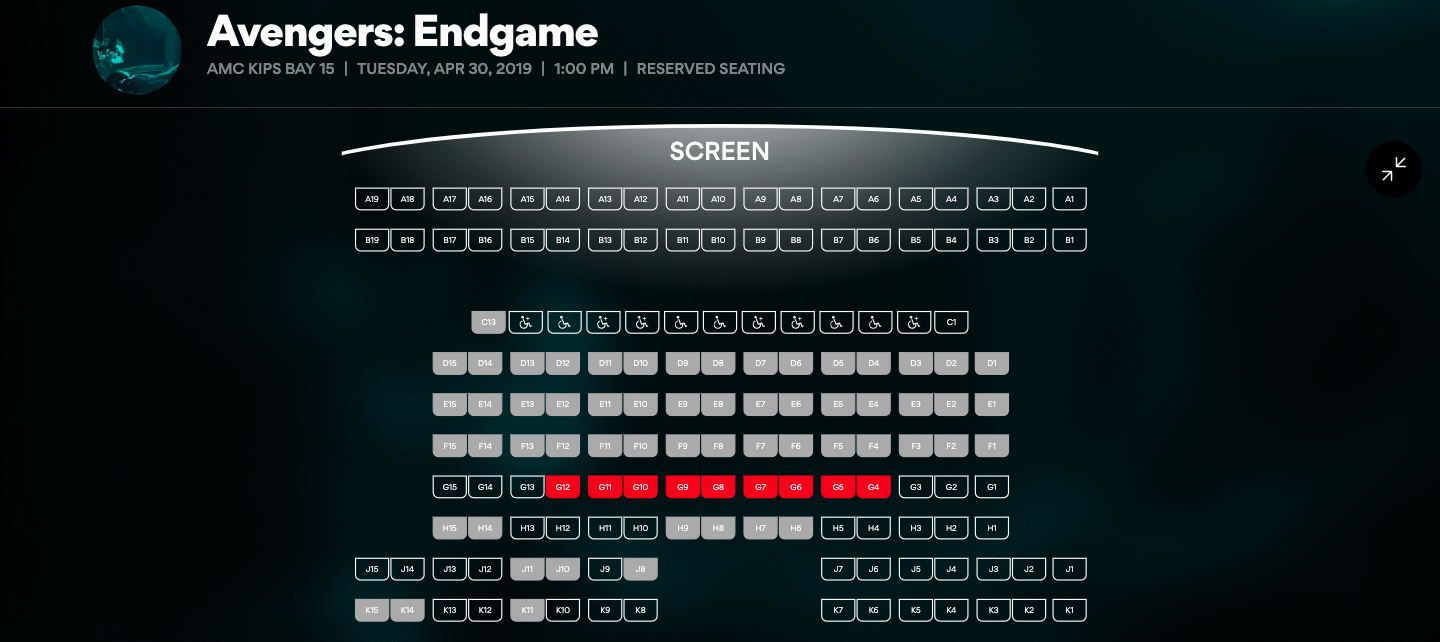 Avengers: Endgame
AMC KIPS BAY 15 | TUESDAY, APR 30, 2019 | 1:00 PM | RESERVED SEATING
SCREEN
A19 A18 A17 A16 A15 A14 A13 A12 A11 A10 A9 A8 A7 A6 A5 A4 A3 A2 A1
B19 B18 B17 B16 B15 B14 B13 B12 B11 B10 B9 B8 B7 B6 B5 B4 B3 B2 B1
C13 C1
D15 D14 D13 D12 D11 D10 D9 D8 D7 D6 D5 D4 D3 D2 D1
E15 E14 E13 E12 E11 E10 E9 E8 E7 E6 E5 E4 E3 E2 E1
F15 F14 F13 F12 F11 F10 F9 F8 F7 F6 F5 F4 F3 F2 F1
G15 G14 G13 G12 G11 G10 G9 G8 G7 G6 G5 G4 G3 G2 G1
H15 H14 H13 H12 H11 H10 H9 H8 H7 H6 H5 H4 H3 H2 H1
J15 J14 J13 J12 J11 J10 J9 J8 J7 J6 J5 J4 J3 J2 J1
K15 K14 K13 K12 K11 K10 K9 K8 K7 K6 K5 K4 K3 K2 K1